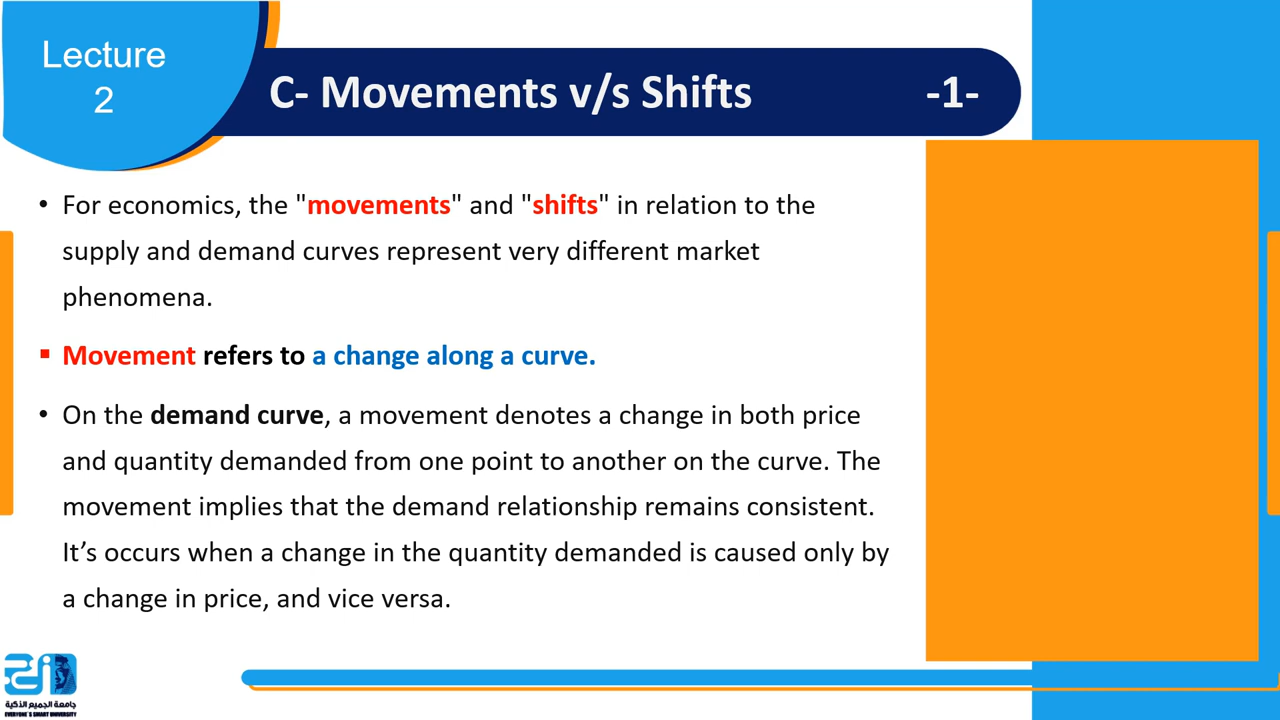 Lecture
2
C- Movements v/s Shifts -1-
• For economics, the "movements" and "shifts" in relation to the
supply and demand curves represent very different market
phenomena.
▪ Movement refers to a change along a curve.
• On the demand curve, a movement denotes a change in both price
and quantity demanded from one point to another on the curve. The
movement implies that the demand relationship remains consistent.
It’s occurs when a change in the quantity demanded is caused only by
a change in price, and vice versa.
جامعة الجميع الذكية
EVERYONE'S SMART UNIVERSITY